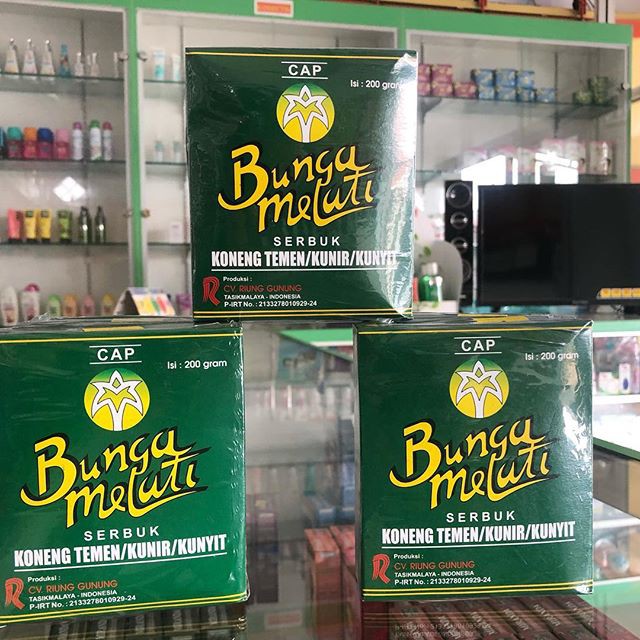 CAP
Isi : 200 gram
Bunga
melati
SERBUK
KONENG TEMEN/KUNIR/KUNYIT
Produksi :
R
CV. RIUNG GUNUNG
TASIKMALAYA - INDONESIA
P-IRT No. : 2133278010929-24
CAP
Isi : 200 gram
Bunga
melati
SERBUK
KONENG TEMEN/KUNIR/KUNYIT
Produksi :
R
CV. RIUNG GUNUNG
TASIKMALAYA - INDONESIA
P-IRT No. : 2133278010929-24
CAP
Isi : 200 gram
Bunga
melati
SERBUK
KONENG TEMEN/KUNIR/KUNYIT
Produksi :
R
CV. RIUNG GUNUNG
TASIKMALAYA - INDONESIA
P-IRT No. : 2133278010929-24